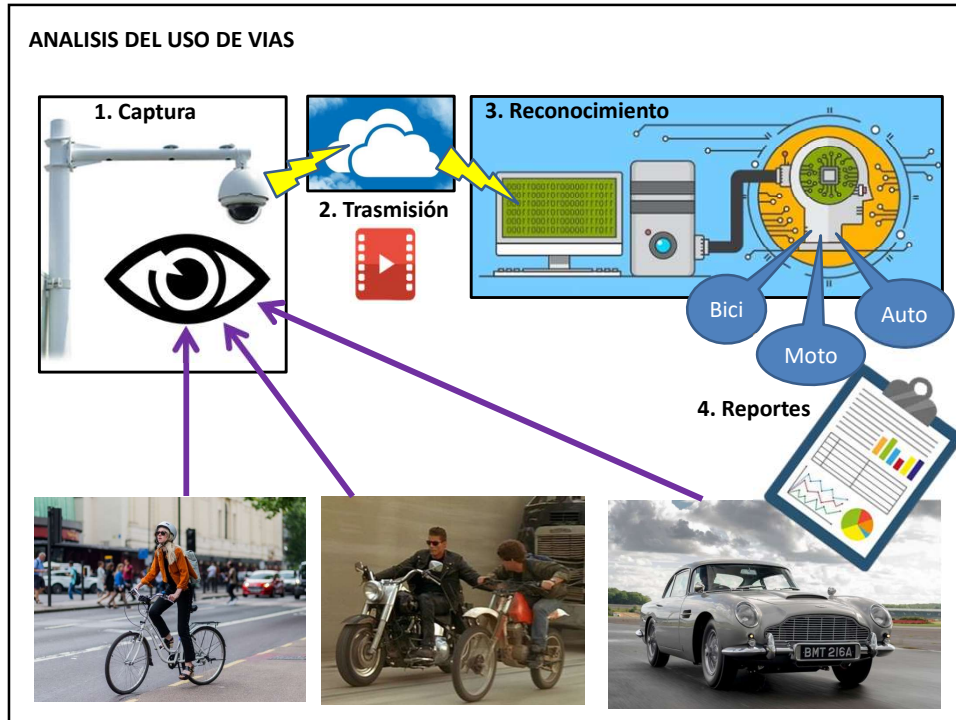 ANALISIS DEL USO DE VIAS
1. Captura
2. Trasmisión
3. Reconocimiento
Bici
Moto
Auto
4. Reportes
BMT 216A